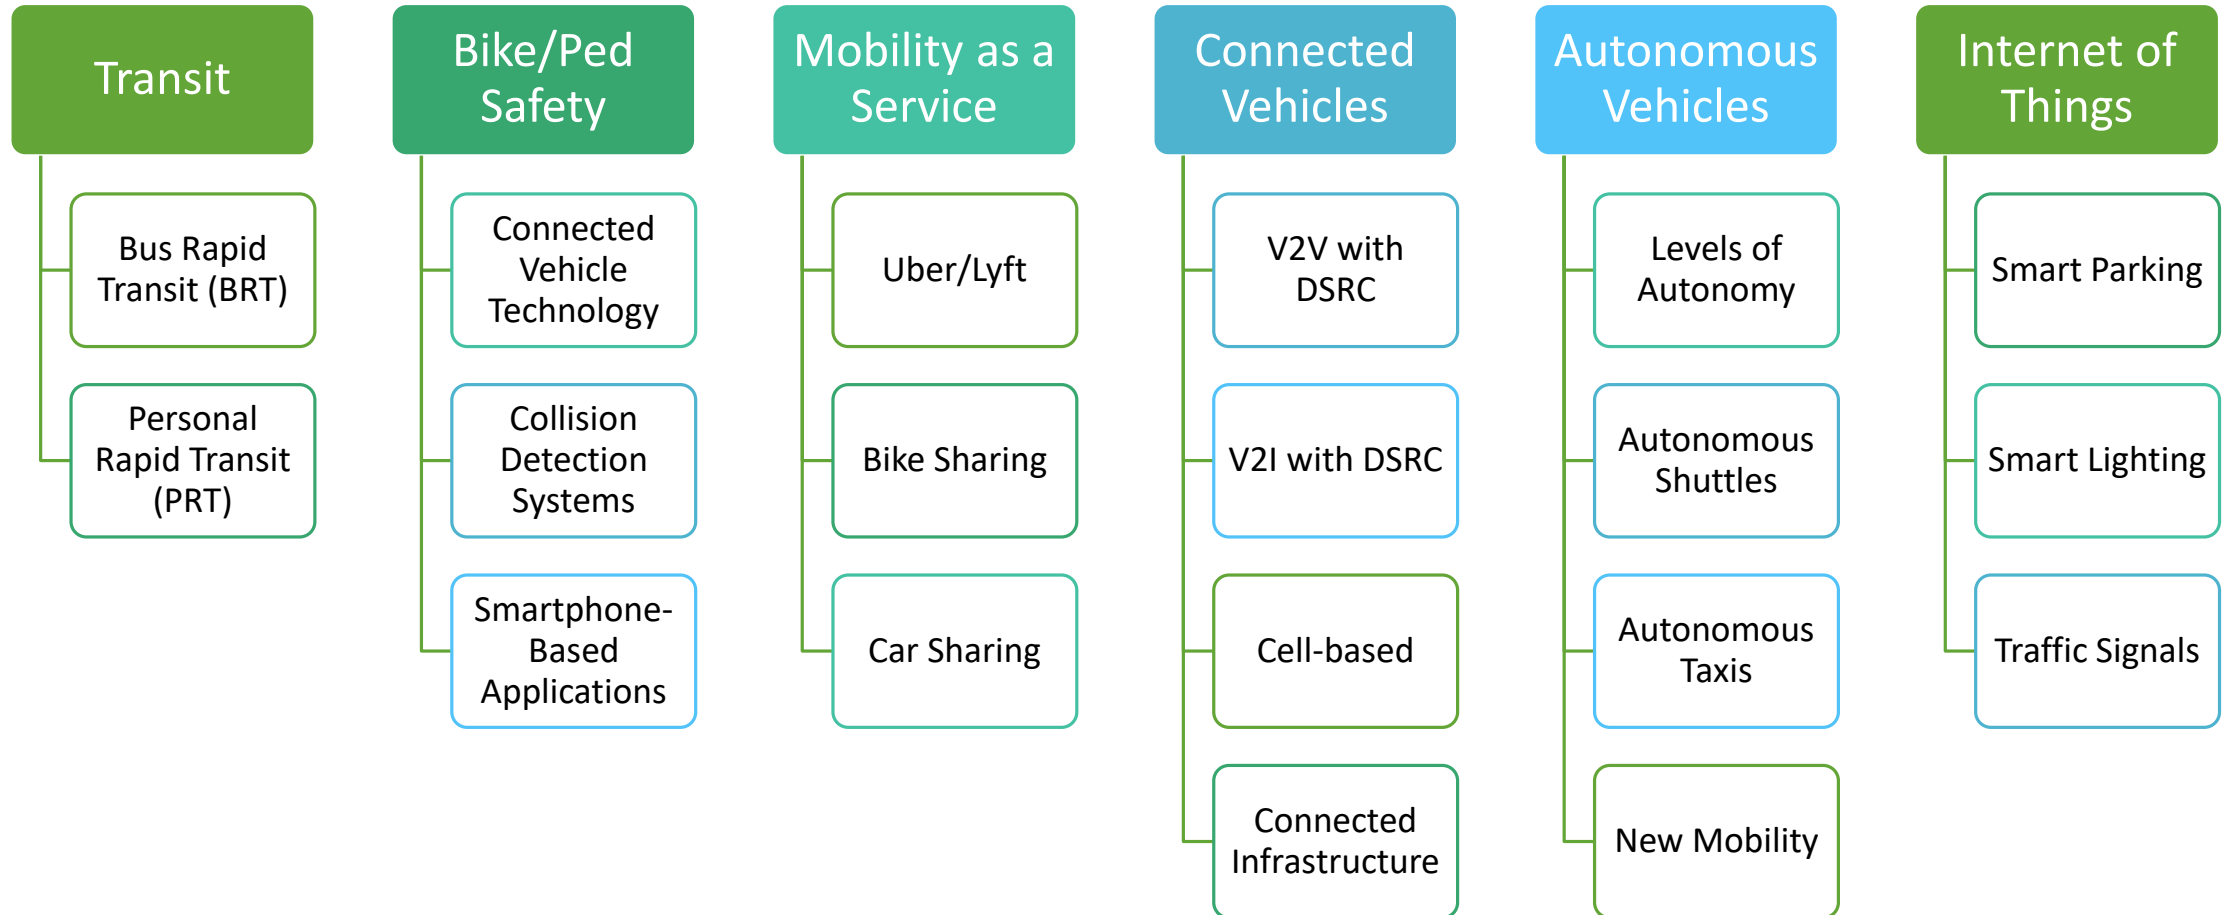 Transit
Bus Rapid
Transit (BRT)
Personal
Rapid Transit
(PRT)
Bike/Ped
Safety
Connected
Vehicle
Technology
Collision
Detection
Systems
Smartphone-
Based
Applications
Mobility as a
Service
Uber/Lyft
Bike Sharing
Car Sharing
Connected
Vehicles
V2V with
DSRC
V2I with DSRC
Cell-based
Connected
Infrastructure
Autonomous
Vehicles
Levels of
Autonomy
Autonomous
Shuttles
Autonomous
Taxis
New Mobility
Internet of
Things
Smart Parking
Smart Lighting
Traffic Signals